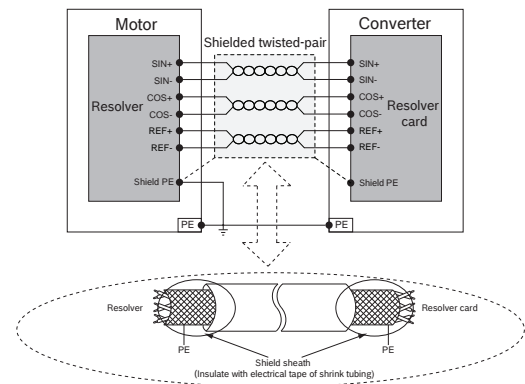 Motor
Converter
Shielded twisted-pair
SIN+
SIN-
COS+
COS-
REF+
REF-
Shield PE
Resolver
SIN+
SIN-
COS+
COS-
REF+
REF-
Shield PE
Resolver
card
PE
PE
Resolver
Resolver card
PE
PE
Shield sheath
(Insulate with electrical tape of shrink tubing)